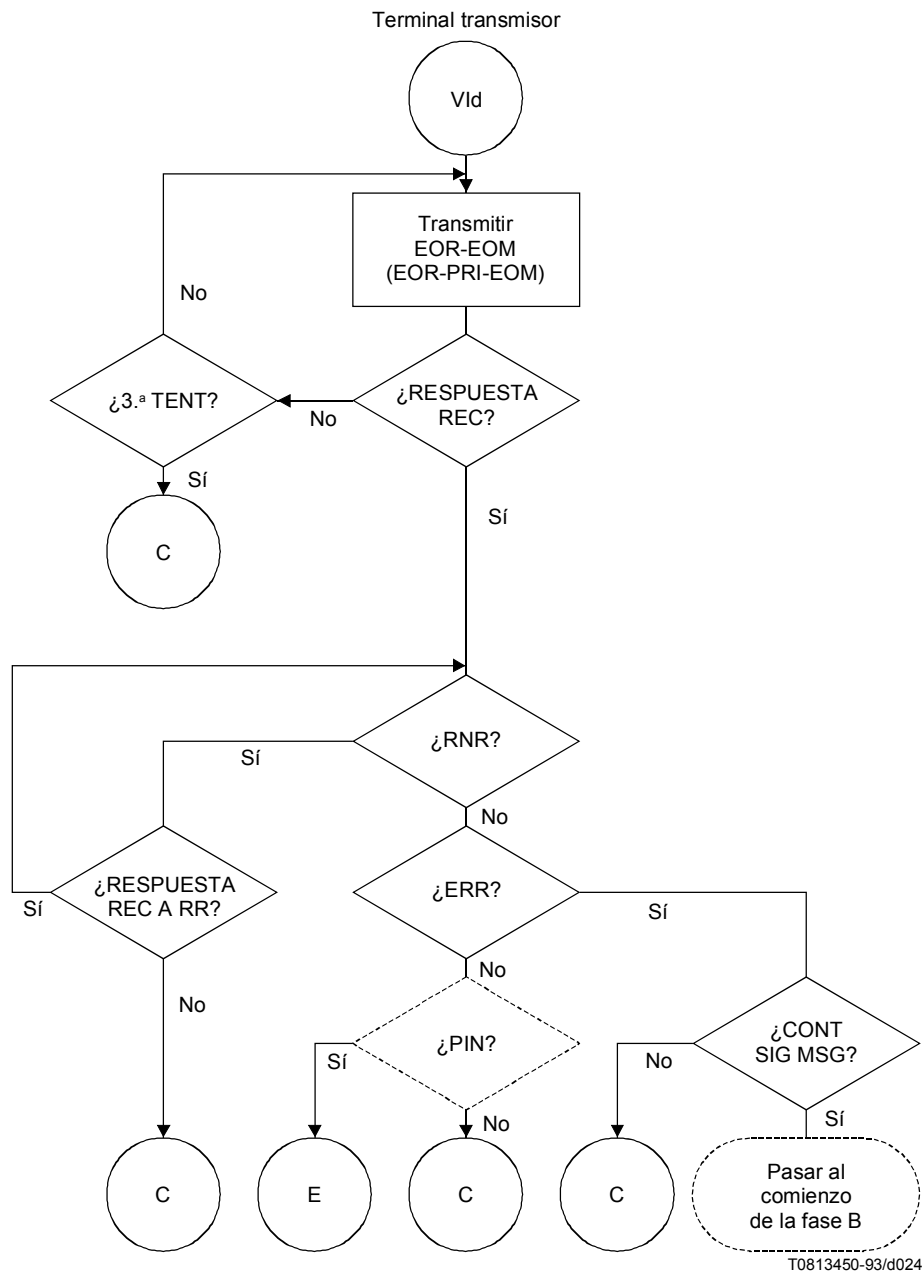 Terminal transmisor
VId
Transmitir
EOR-EOM
(EOR-PRI-EOM)
No
¿3.ª TENT?
No
¿RESPUESTA
REC?
Sí
Sí
C
¿RNR?
Sí
No
¿RESPUESTA
REC A RR?
Sí
¿ERR?
Sí
No
No
¿PIN?
Sí
¿CONT
SIG MSG?
No
No
Sí
C
E
C
C
Pasar al
comienzo
de la fase B
T0813450-93/d024